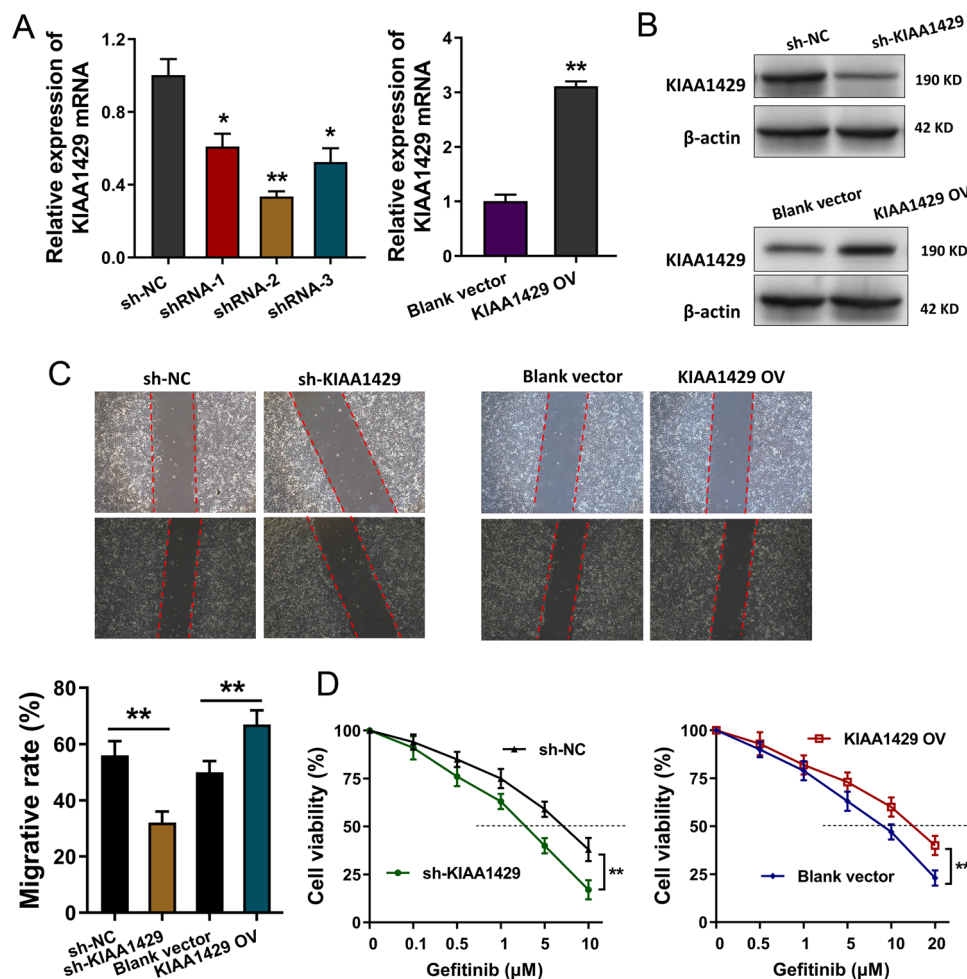 A
Relative expression of
KIAA1429 mRNA
1.2
0.8
0.4
0.0
*
**
*
sh-NC
shRNA-1
shRNA-2
shRNA-3
Relative expression of
KIAA1429 mRNA
4
3
2
1
0
**
Blank vector
KIAA1429 OV
B
sh-NC
sh-KIAA1429
KIAA1429
190 KD
β-actin
42 KD
Blank vector
KIAA1429 OV
KIAA1429
190 KD
β-actin
42 KD
C
sh-NC
sh-KIAA1429
Blank vector
KIAA1429 OV
Migrative rate (%)
80
60
40
20
0
**
**
sh-NC
sh-KIAA1429
Blank vector
KIAA1429 OV
D
Cell viability (%)
100
75
50
25
0
sh-NC
sh-KIAA1429
**
0 0.1 0.5 1 5 10
Gefitinib (μM)
Cell viability (%)
100
75
50
25
0
KIAA1429 OV
Blank vector
**
0 0.5 1 5 10 20
Gefitinib (μM)